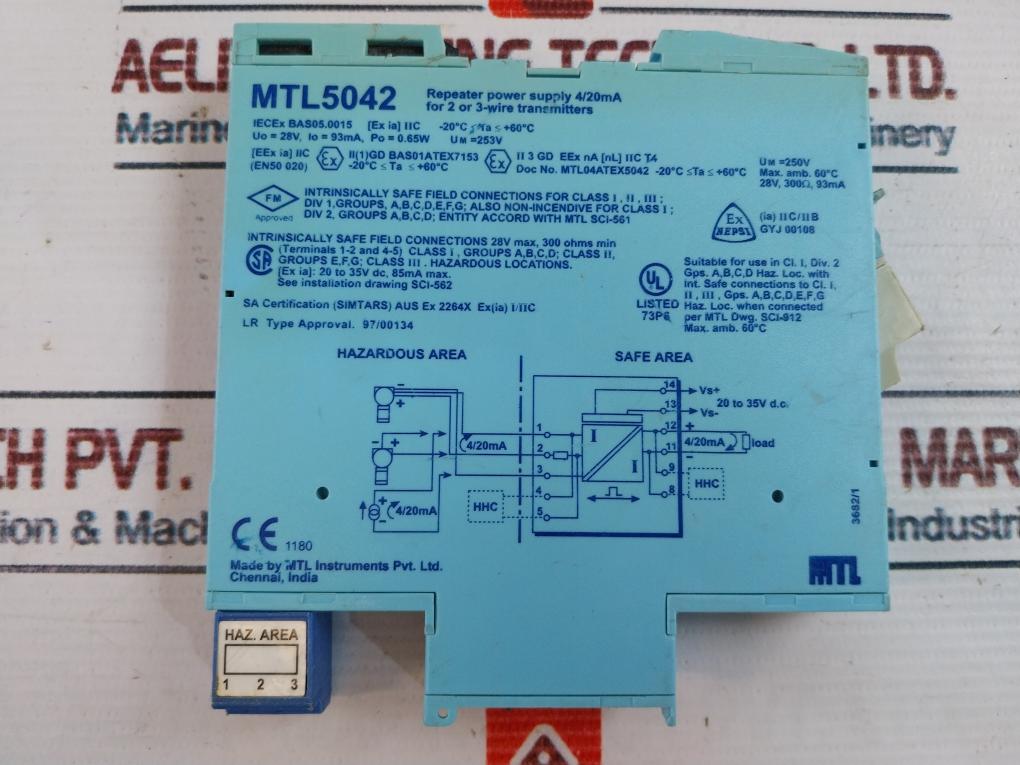 MTL5042
Repeater power supply 4/20mA
for 2 or 3-wire transmitters
IECEx BAS05.0015 [Ex ia] IIC -20°C ≤Ta ≤ +60°C
Uo = 28V, Io = 93mA, Po = 0.65W UM =253V
[EEx ia] IIC
(EN50 020)
Ex
II(1)GD BAS01ATEX7153
-20°C ≤ Ta ≤ +60°C
Ex
II 3 GD EEx nA [nL] IIC T4
Doc No. MTL04ATEX5042 -20°C ≤Ta ≤ +60°C
UM =250V
Max. amb. 60°C
28V, 300Ω, 93mA
FM
Approved
INTRINSICALLY SAFE FIELD CONNECTIONS FOR CLASS I , II , III ;
DIV 1,GROUPS, A,B,C,D,E,F,G; ALSO NON-INCENDIVE FOR CLASS I ;
DIV 2, GROUPS A,B,C,D; ENTITY ACCORD WITH MTL SCI-561
Ex
NEPSI
(ia) IIC/IIB
GYJ 00108
SA
INTRINSICALLY SAFE FIELD CONNECTIONS 28V max, 300 ohms min
(Terminals 1-2 and 4-5) CLASS I , GROUPS A,B,C,D; CLASS II,
GROUPS E,F,G; CLASS III . HAZARDOUS LOCATIONS.
[Ex ia]: 20 to 35V dc, 85mA max.
See installation drawing SCI-562
UL
LISTED
73P6
Suitable for use in Cl. I, Div. 2
Gps. A,B,C,D Haz. Loc. with
Int. Safe connections to Cl. I,
II , III , Gps. A,B,C,D,E,F,G
Haz. Loc. when connected
per MTL Dwg. SCI-912
Max. amb. 60°C
SA Certification (SIMTARS) AUS Ex 2264X Ex(ia) I/IIC
LR Type Approval. 97/00134
HAZARDOUS AREA
SAFE AREA
14
Vs+
13
Vs-
20 to 35V d.c.
12
+
11
4/20mA
load
−
9
8
HHC
− +
− +
+ −
4/20mA
4/20mA
1
2
3
4
5
HHC
I
I
3682/1
CE 1180
Made by MTL Instruments Pvt. Ltd.
Chennai, India
MTL
HAZ. AREA
1 2 3
LTD.
Marine
CH PVT.
MAR
ation & Mach
Industri